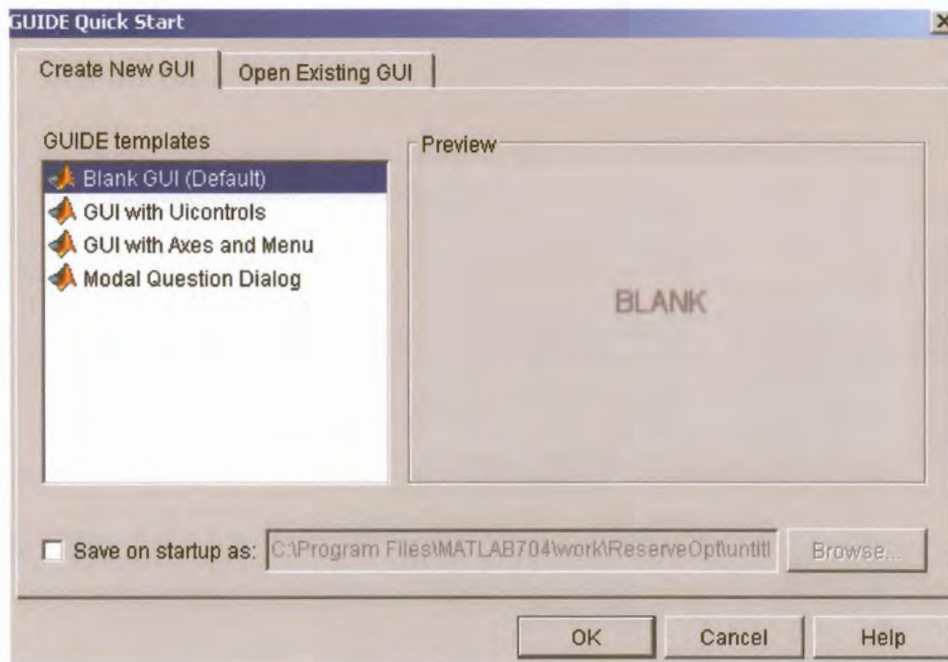 GUIDE Quick Start
Create New GUI
Open Existing GUI
GUIDE templates
Blank GUI (Default)
GUI with Uicontrols
GUI with Axes and Menu
Modal Question Dialog
Preview
BLANK
Save on startup as:
C:\Program Files\MATLAB704\work\ReserveOpt\untitl
Browse...
OK
Cancel
Help